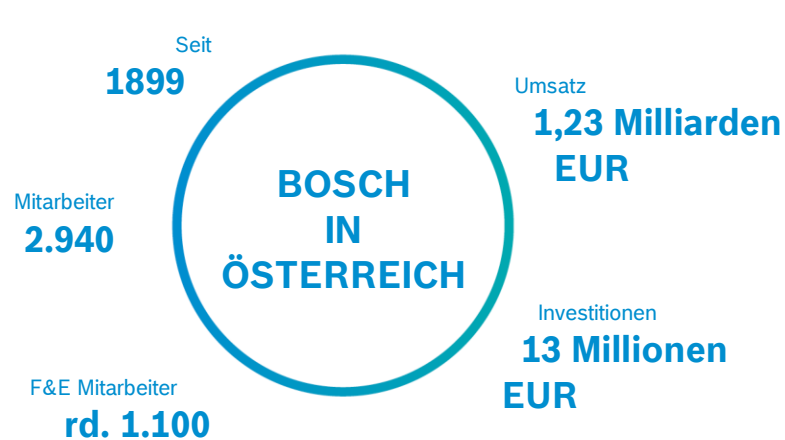 Seit
1899
Mitarbeiter
2.940
F&E Mitarbeiter
rd. 1.100
BOSCH
IN
ÖSTERREICH
Umsatz
1,23 Milliarden
EUR
Investitionen
13 Millionen
EUR